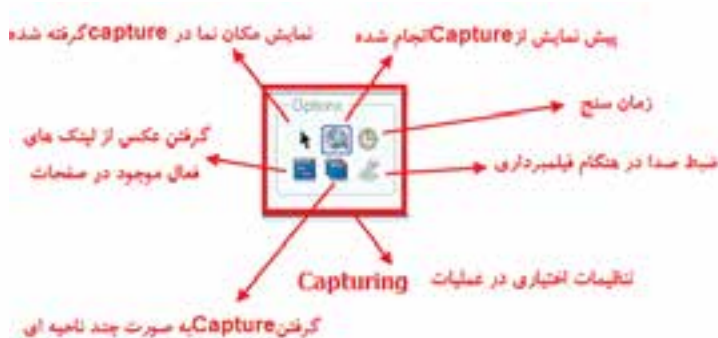 نمایش مکان نما در capture گرفته شده
پیش نمایش از Capture انجام شده
Options
زمان سنج
گرفتن عکس از لینک های
فعال موجود در صفحات
ضبط صدا در هنگام فیلمبرداری
تنظیمات اختیاری در عملیات Capturing
گرفتن Capture به صورت چند ناحیه ای